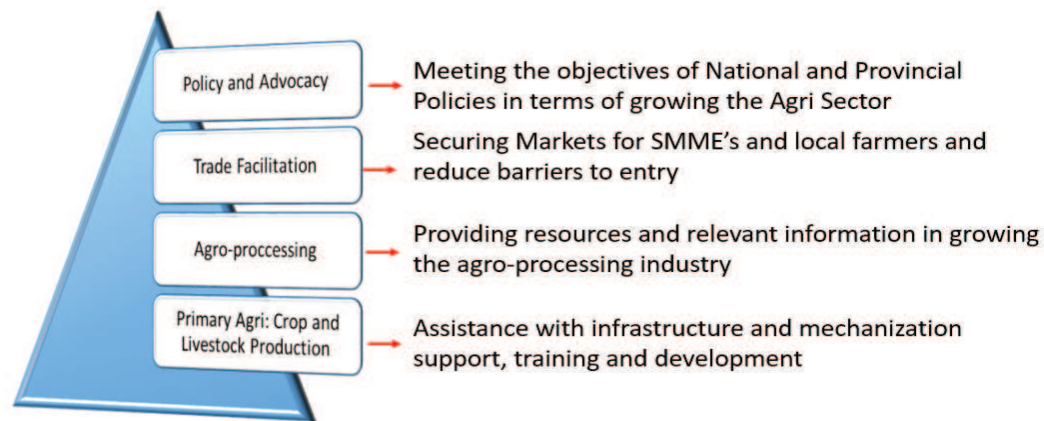 Policy and Advocacy
Meeting the objectives of National and Provincial
Policies in terms of growing the Agri Sector
Trade Facilitation
Securing Markets for SMME's and local farmers and
reduce barriers to entry
Agro-proccessing
Providing resources and relevant information in growing
the agro-processing industry
Primary Agri: Crop and
Livestock Production
Assistance with infrastructure and mechanization
support, training and development